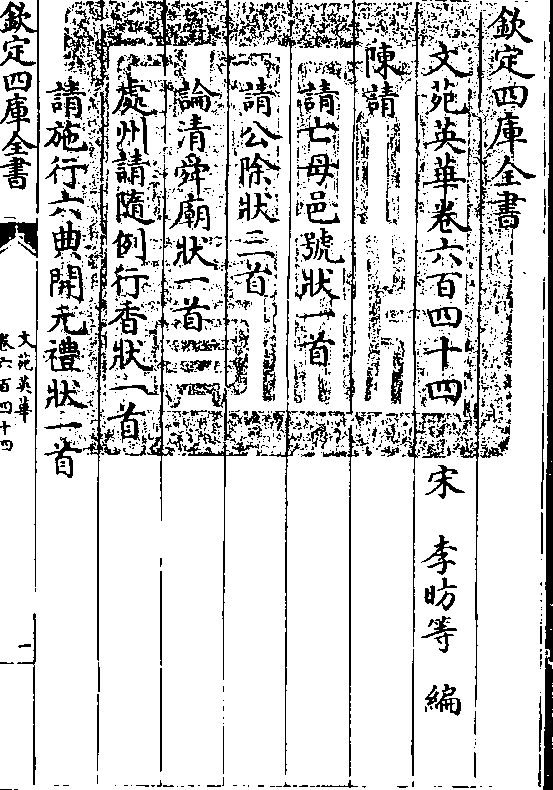 欽定四庫全書
文苑英華卷六百四十四
宋 李昉等 編
陳請
請亡母邑號狀一首
請公除狀三首
論清舜廟狀一首
處州請隨例行香狀一首
請施行六典開元禮狀一首
欽定四庫全書
文苑英華
卷六百四十四
一